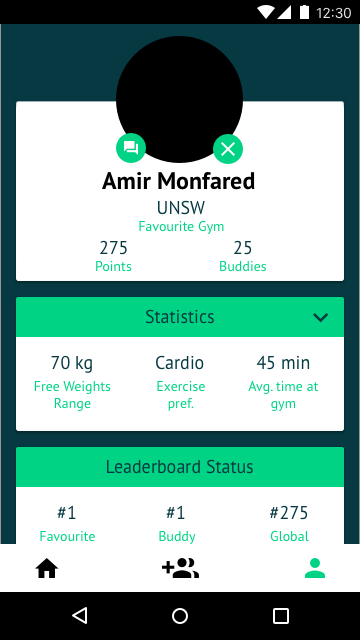 12:30
Amir Monfared
UNSW
Favourite Gym
275 25
Points Buddies
Statistics
70 kg Cardio 45 min
Free Weights Exercise Avg. time at
Range pref. gym
Leaderboard Status
#1 #1 #275
Favourite Buddy Global